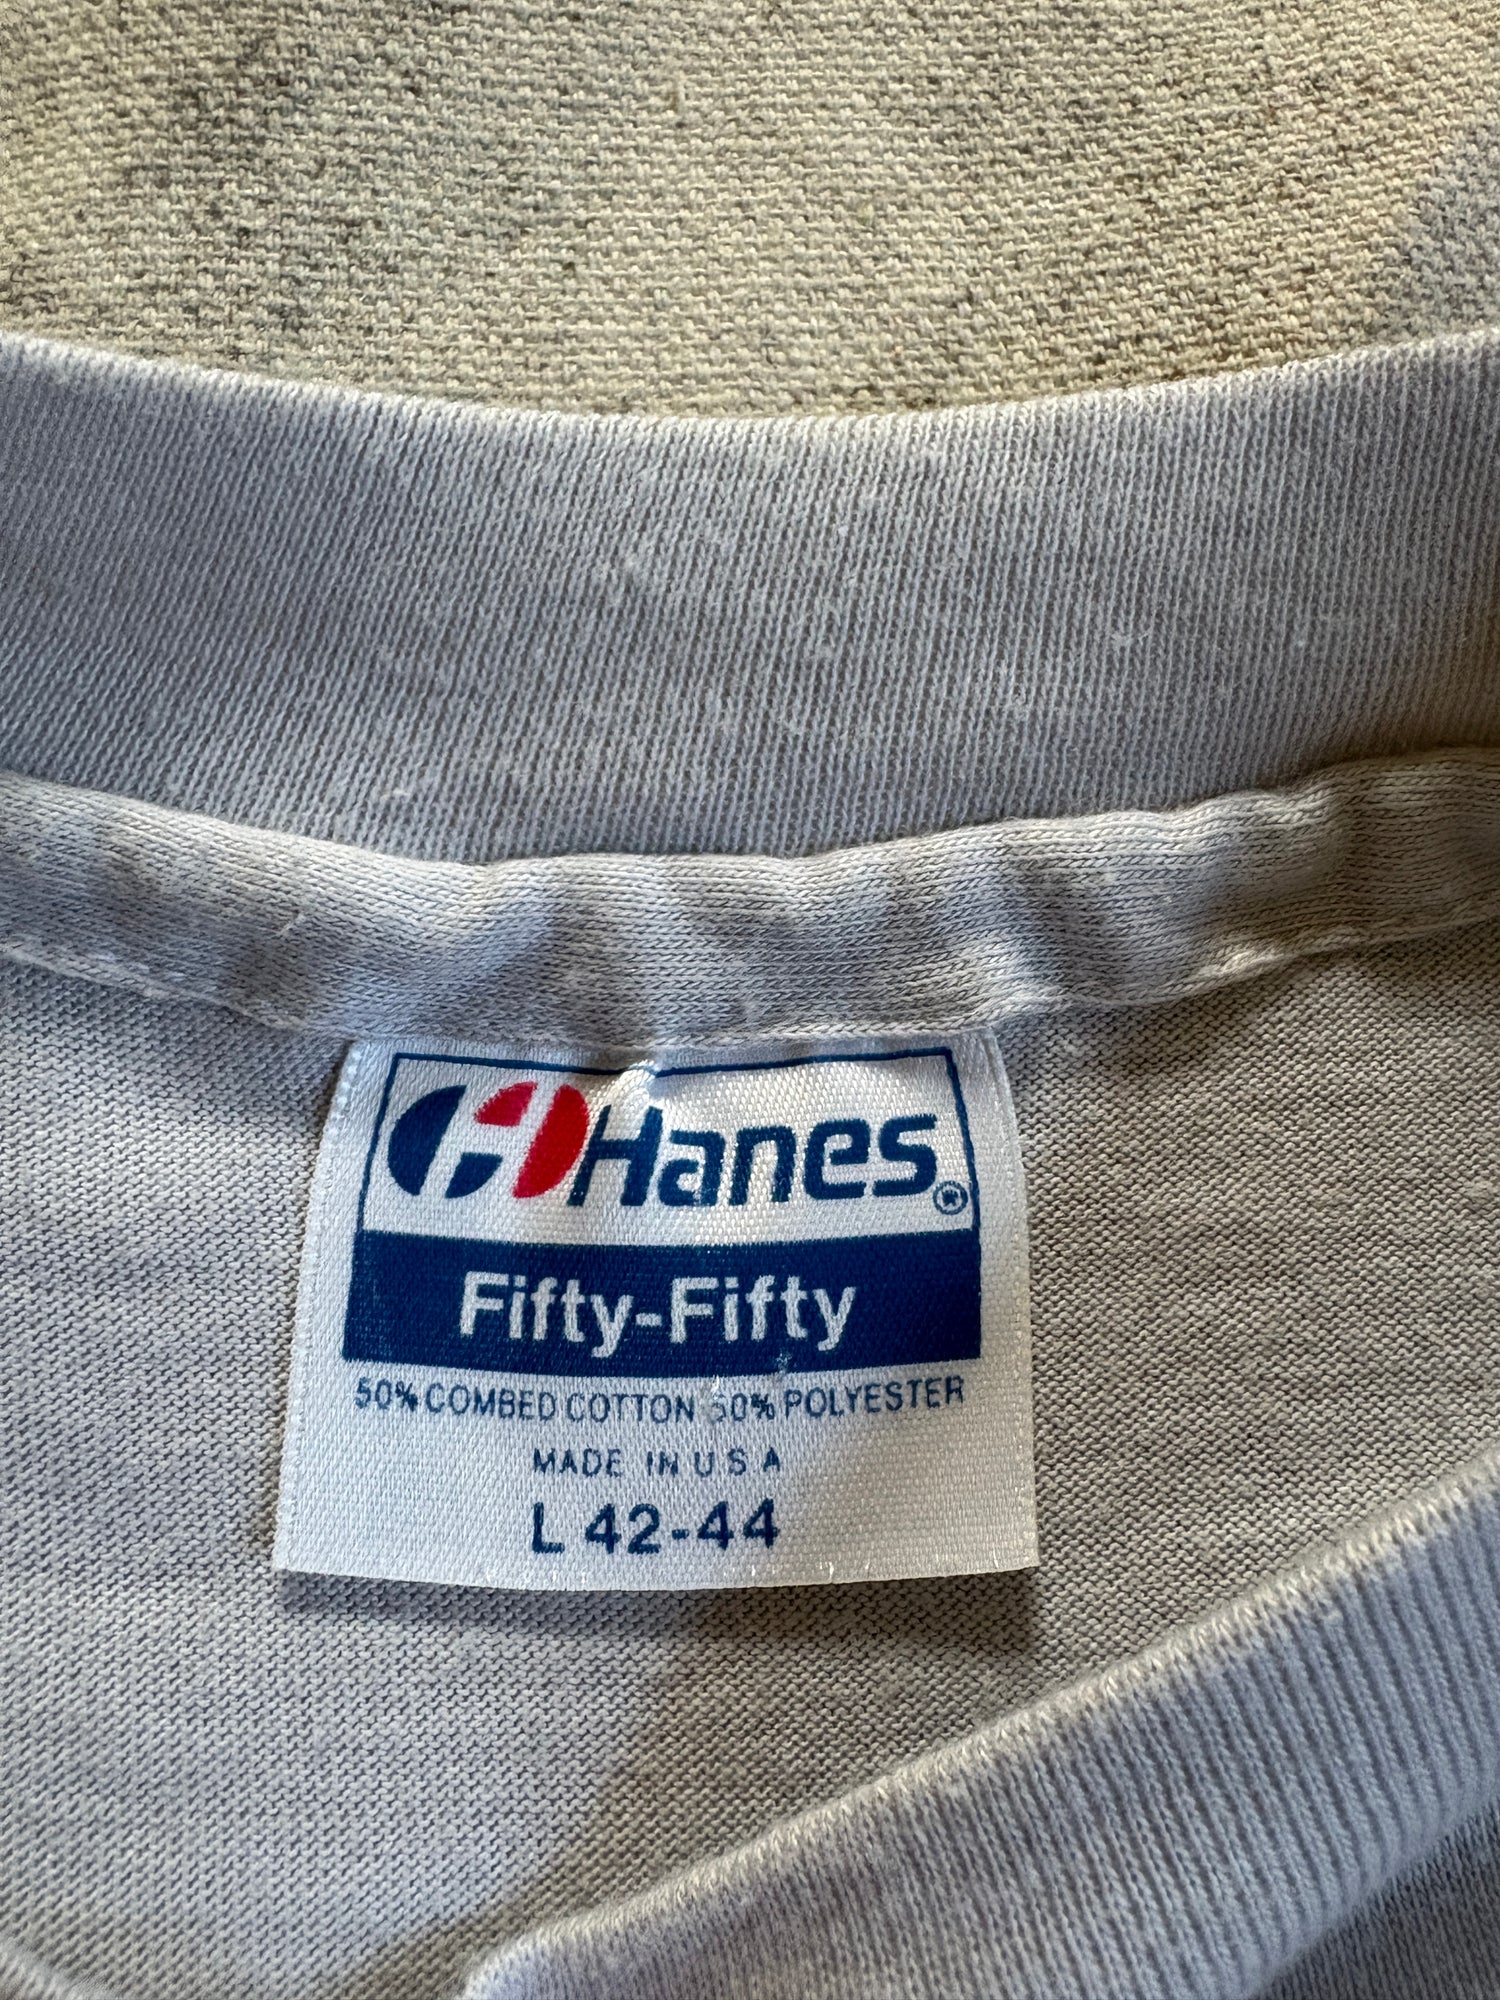 Hanes®
Fifty-Fifty
50% COMBED COTTON 50% POLYESTER
MADE IN U S A
L 42-44